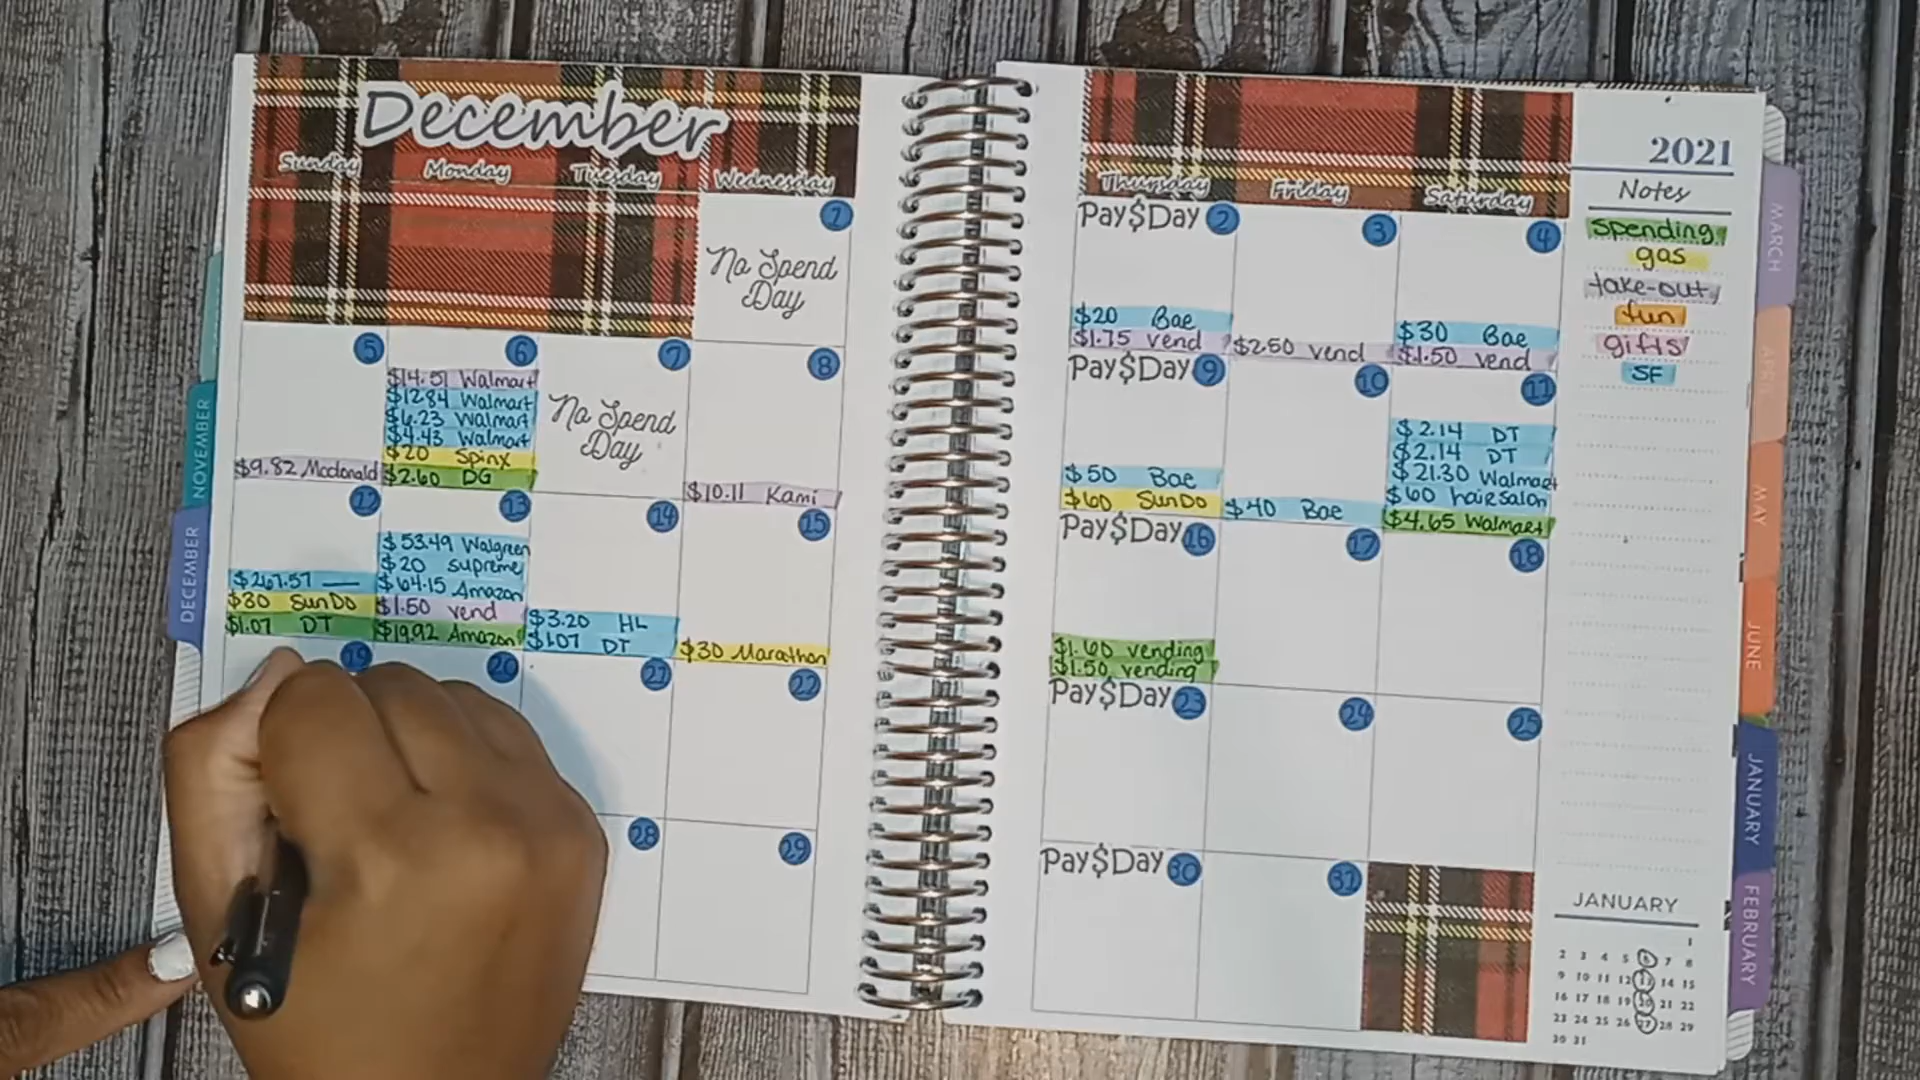 December
Sunday Monday Tuesday Wednesday
Thursday Friday Saturday
2021
Notes
spending
gas
take-out
fun
gifts
SF
1
No Spend
Day
Pay$Day 2
$20 Bae
$1.75 vend
3
$2.50 vend
4
$30 Bae
$1.50 vend
5
$9.82 Mcdonald
6
$14.51 Walmart
$12.84 Walmart
$6.23 Walmart
$4.43 Walmart
$20 Spinx
$2.60 DG
7
No Spend
Day
8
$10.11 Kami
Pay$Day 9
$50 Bae
$60 SunDo
10
$40 Bae
11
$2.14 DT
$2.14 DT
$21.30 Walmart
$60 hair salon
$4.65 Walmart
12
$267.57
$30 SunDo
$1.07 DT
13
$53.49 Walgreen
$20 supreme
$64.15 Amazon
$1.50 vend
$19.92 Amazon
14
$3.20 HL
$1.07 DT
15
$30 Marathon
Pay$Day 16
$1.60 vending
$1.50 vending
17
18
19
20
21
22
Pay$Day 23
24
25
28
29
Pay$Day 30
31
JANUARY
1
2 3 4 5 6 7 8
9 10 11 12 13 14 15
16 17 18 19 20 21 22
23 24 25 26 27 28 29
30 31
NOVEMBER
DECEMBER
MARCH
APRIL
MAY
JUNE
JANUARY
FEBRUARY